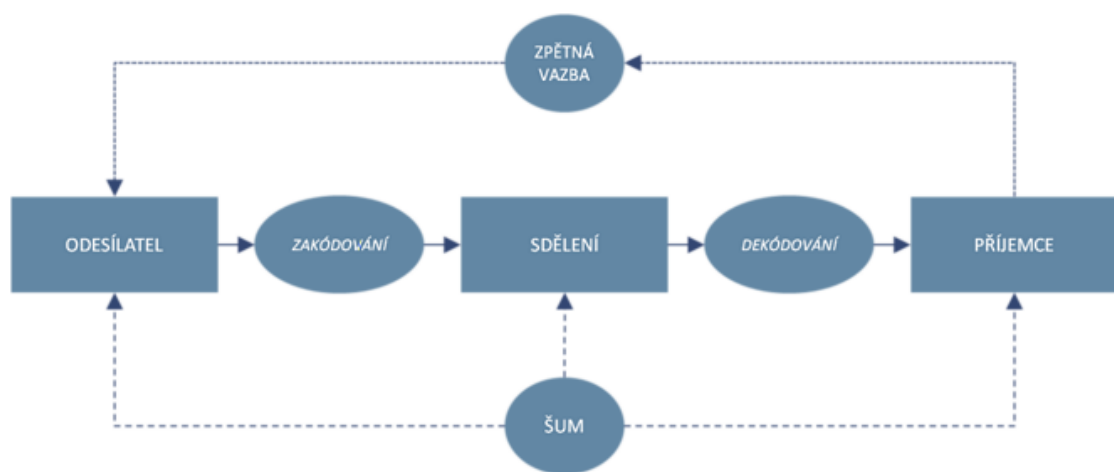 ZPĚTNÁ
VAZBA
ODESÍLATEL
ZAKÓDOVÁNÍ
SDĚLENÍ
DEKÓDOVÁNÍ
PŘÍJEMCE
ŠUM